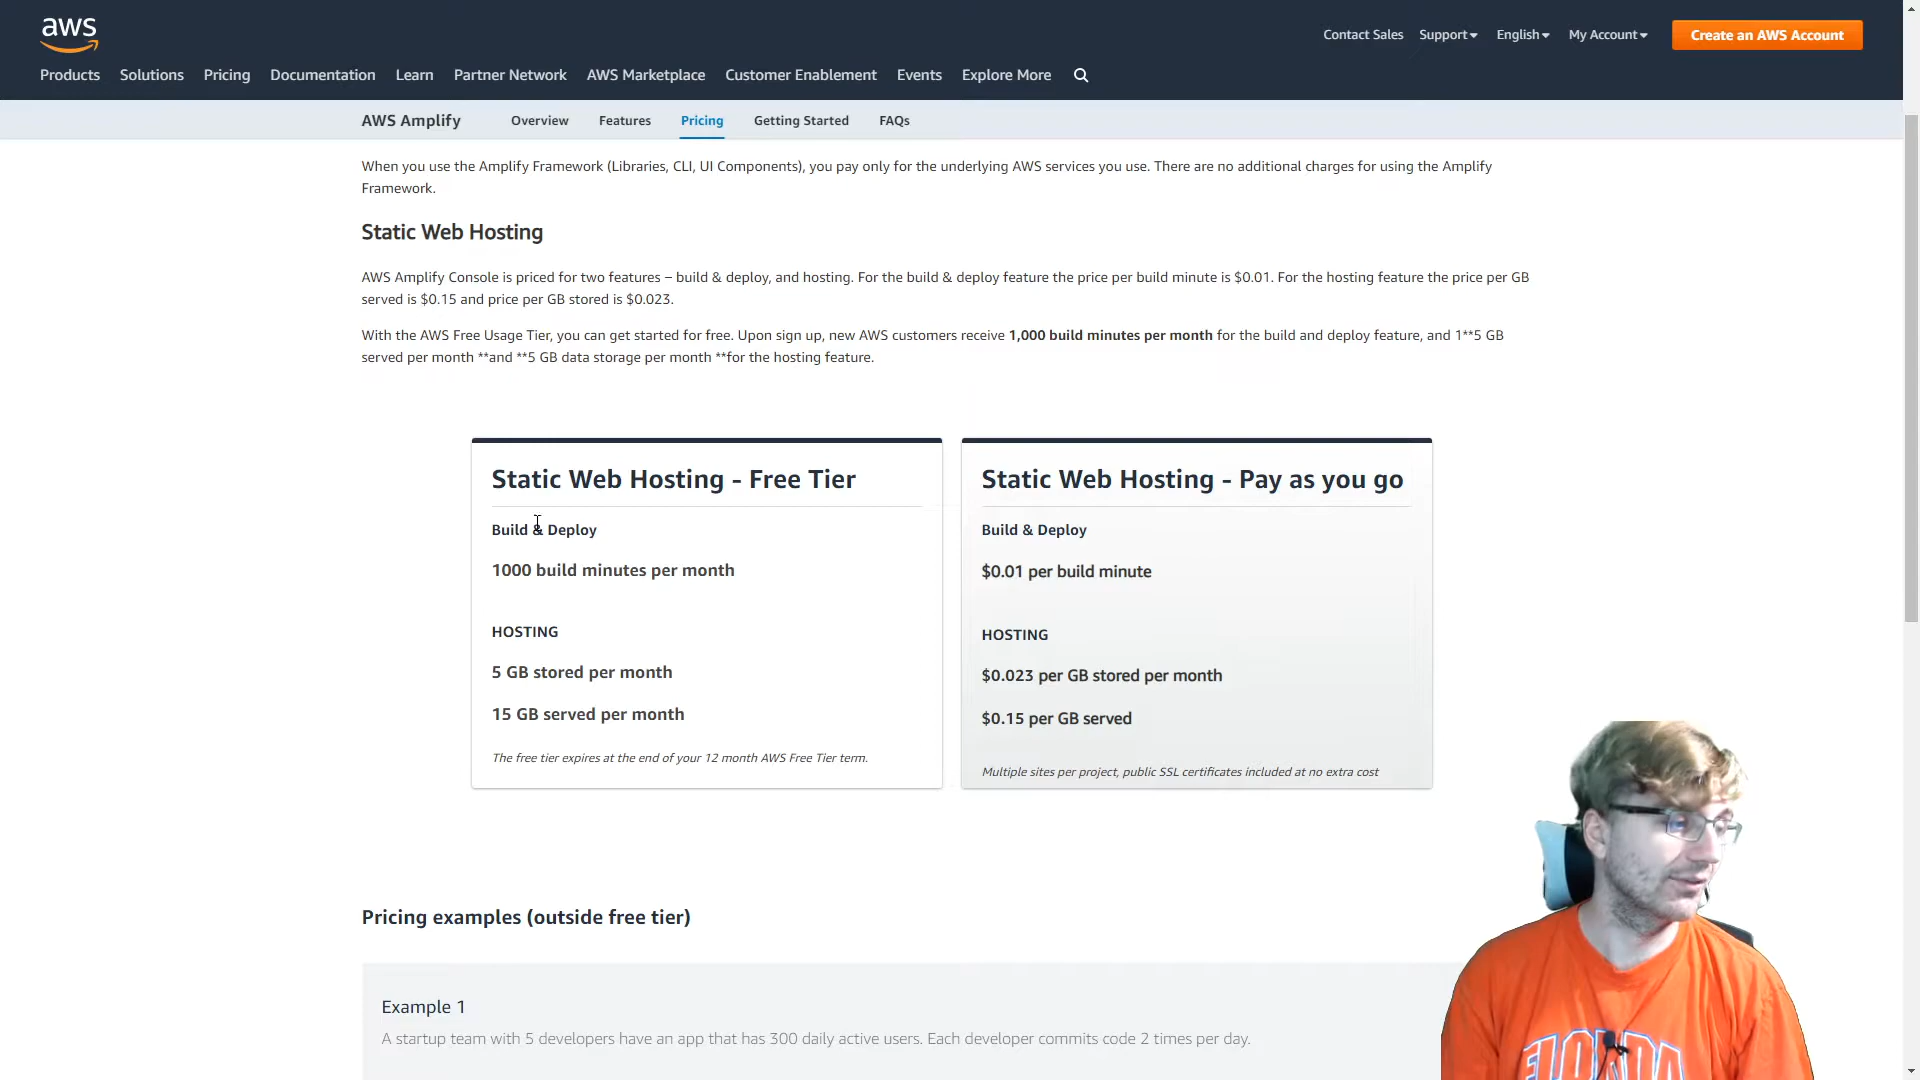 aws
Contact Sales Support English My Account Create an AWS Account
Products Solutions Pricing Documentation Learn Partner Network AWS Marketplace Customer Enablement Events Explore More
AWS Amplify Overview Features Pricing Getting Started FAQs
When you use the Amplify Framework (Libraries, CLI, UI Components), you pay only for the underlying AWS services you use. There are no additional charges for using the Amplify
Framework.
Static Web Hosting
AWS Amplify Console is priced for two features – build & deploy, and hosting. For the build & deploy feature the price per build minute is $0.01. For the hosting feature the price per GB
served is $0.15 and price per GB stored is $0.023.
With the AWS Free Usage Tier, you can get started for free. Upon sign up, new AWS customers receive 1,000 build minutes per month for the build and deploy feature, and 1**5 GB
served per month **and **5 GB data storage per month **for the hosting feature.
Static Web Hosting - Free Tier
Build & Deploy
1000 build minutes per month
HOSTING
5 GB stored per month
15 GB served per month
The free tier expires at the end of your 12 month AWS Free Tier term.
Static Web Hosting - Pay as you go
Build & Deploy
$0.01 per build minute
HOSTING
$0.023 per GB stored per month
$0.15 per GB served
Multiple sites per project, public SSL certificates included at no extra cost
Pricing examples (outside free tier)
Example 1
A startup team with 5 developers have an app that has 300 daily active users. Each developer commits code 2 times per day.
FLORIDA